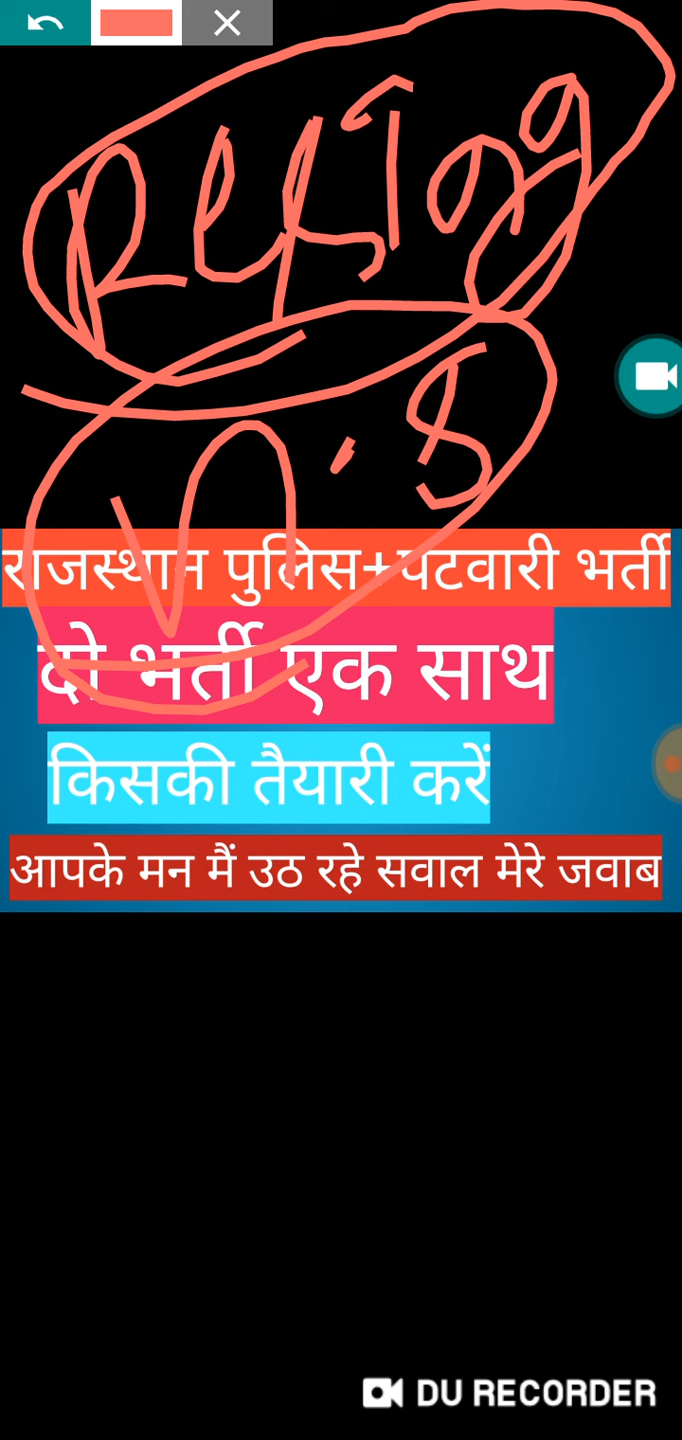 राजस्थान पुलिस+पटवारी भर्ती
दो भर्ती एक साथ
किसकी तैयारी करें
आपके मन मैं उठ रहे सवाल मेरे जवाब
DU RECORDER